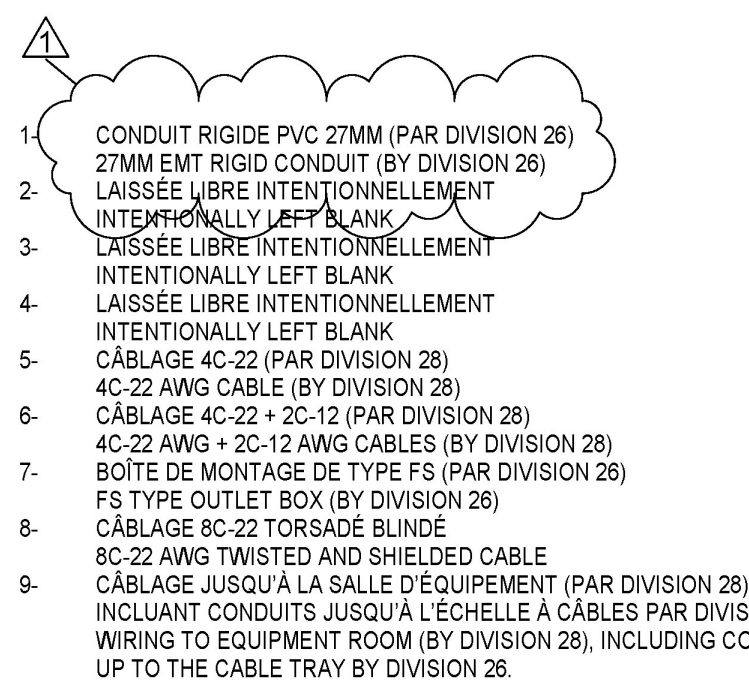 1
1- CONDUIT RIGIDE PVC 27MM (PAR DIVISION 26)
27MM EMT RIGID CONDUIT (BY DIVISION 26)
2- LAISSÉE LIBRE INTENTIONNELLEMENT
INTENTIONALLY LEFT BLANK
3- LAISSÉE LIBRE INTENTIONNELLEMENT
INTENTIONALLY LEFT BLANK
4- LAISSÉE LIBRE INTENTIONNELLEMENT
INTENTIONALLY LEFT BLANK
5- CÂBLAGE 4C-22 (PAR DIVISION 28)
4C-22 AWG CABLE (BY DIVISION 28)
6- CÂBLAGE 4C-22 + 2C-12 (PAR DIVISION 28)
4C-22 AWG + 2C-12 AWG CABLES (BY DIVISION 28)
7- BOÎTE DE MONTAGE DE TYPE FS (PAR DIVISION 26)
FS TYPE OUTLET BOX (BY DIVISION 26)
8- CÂBLAGE 8C-22 TORSADÉ BLINDÉ
8C-22 AWG TWISTED AND SHIELDED CABLE
9- CÂBLAGE JUSQU'À LA SALLE D'ÉQUIPEMENT (PAR DIVISION 28)
INCLUANT CONDUITS JUSQU'À L'ÉCHELLE À CÂBLES PAR DIVIS
WIRING TO EQUIPMENT ROOM (BY DIVISION 28), INCLUDING CO
UP TO THE CABLE TRAY BY DIVISION 26.